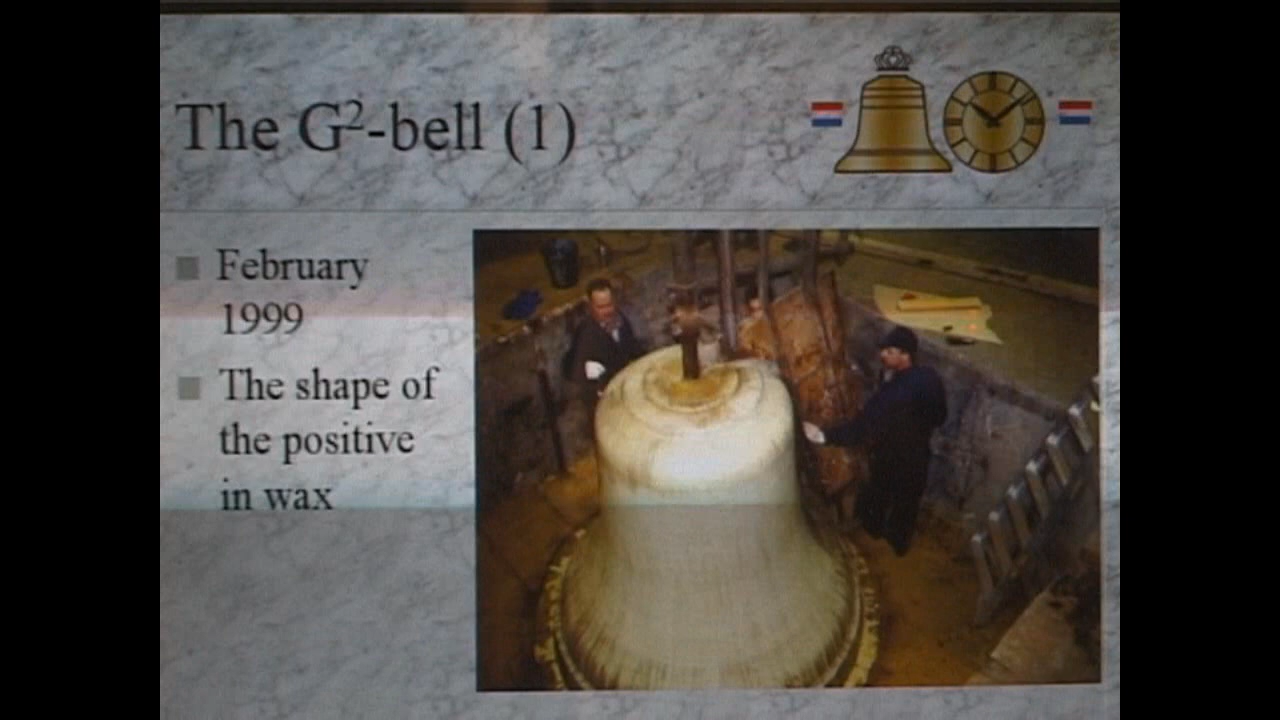 The G²-bell (1)
February
1999
The shape of
the positive
in wax